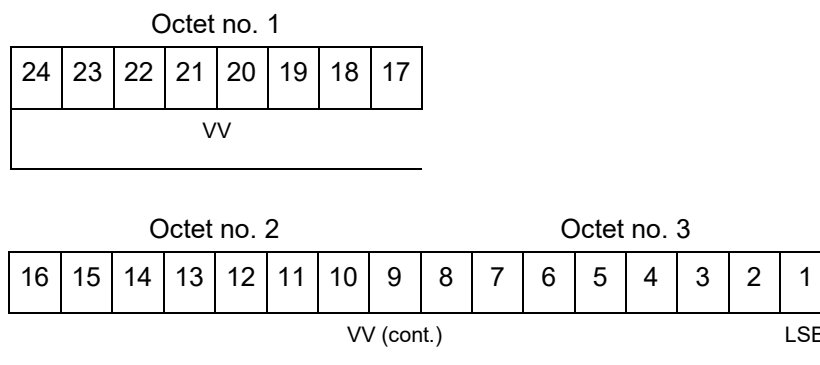 Octet no. 1
24 23 22 21 20 19 18 17
VV
Octet no. 2 Octet no. 3
16 15 14 13 12 11 10 9 8 7 6 5 4 3 2 1
VV (cont.) LSB